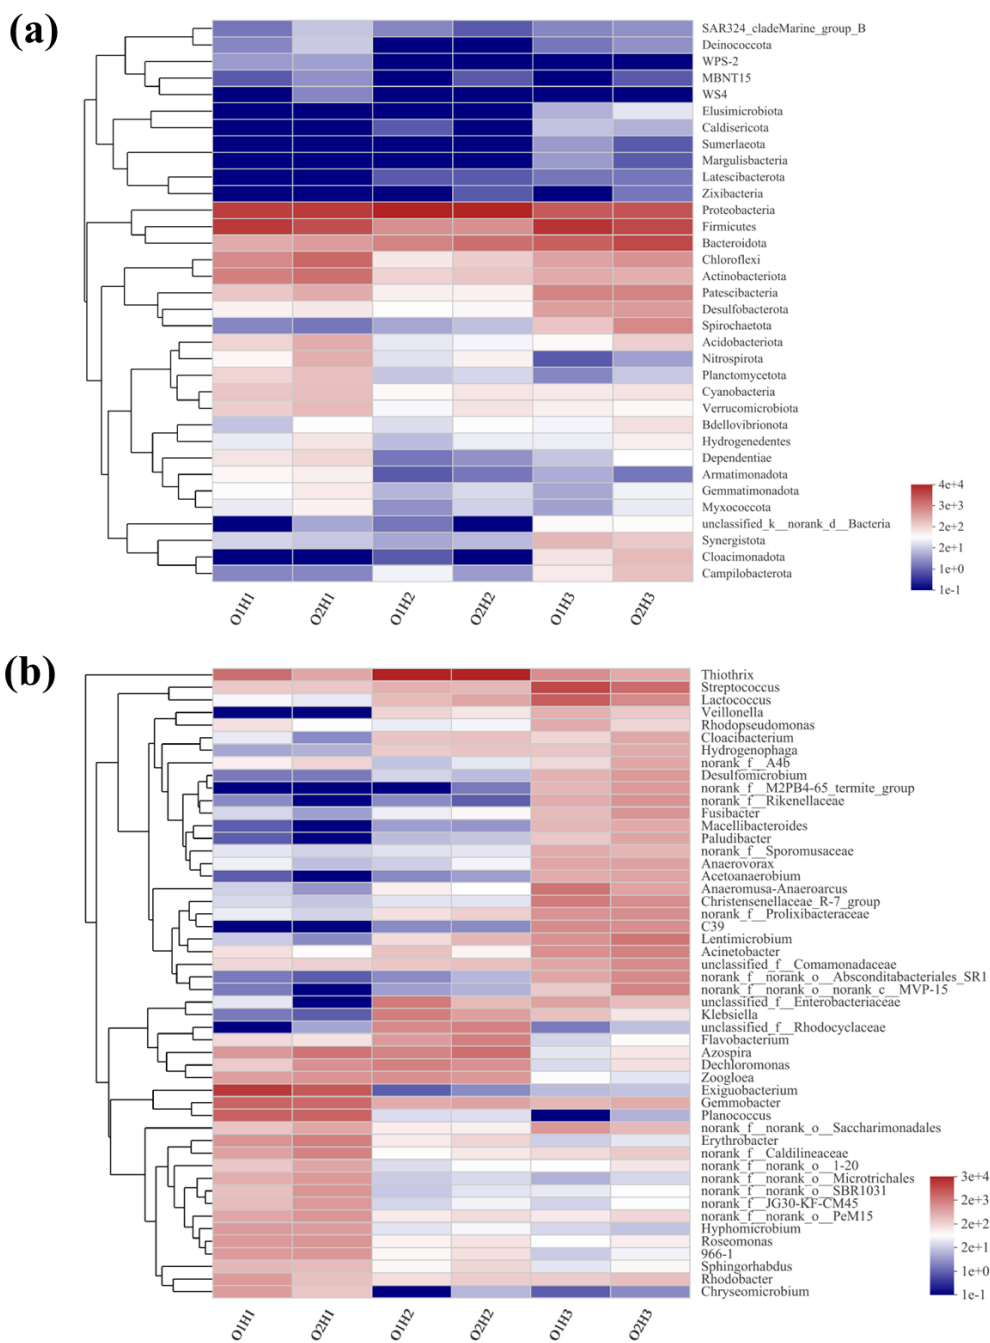 (a)
SAR324_cladeMarine_group_B
Deinococcota
WPS-2
MBNT15
WS4
Elusimicrobiota
Caldisericota
Sumerlaeota
Margulisbacteria
Latescibacterota
Zixibacteria
Proteobacteria
Firmicutes
Bacteroidota
Chloroflexi
Actinobacteriota
Patescibacteria
Desulfobacterota
Spirochaetota
Acidobacteriota
Nitrospirota
Planctomycetota
Cyanobacteria
Verrucomicrobiota
Bdellovibrionota
Hydrogenedentes
Dependentiae
Armatimonadota
Gemmatimonadota
Myxococcota
unclassified_k__norank_d__Bacteria
Synergistota
Cloacimonadota
Campilobacterota
4e+4
3e+3
2e+2
2e+1
1e+0
1e-1
O1H1 O2H1 O1H2 O2H2 O1H3 O2H3
(b)
Thiothrix
Streptococcus
Lactococcus
Veillonella
Rhodopseudomonas
Cloacibacterium
Hydrogenophaga
norank_f__A4b
Desulfomicrobium
norank_f__M2PB4-65_termite_group
norank_f__Rikenellaceae
Fusibacter
Macellibacteroides
Paludibacter
norank_f__Sporomusaceae
Anaerovorax
Acetoanaerobium
Anaeromusa-Anaeroarcus
Christensenellaceae_R-7_group
norank_f__Prolixibacteraceae
C39
Lentimicrobium
Acinetobacter
unclassified_f__Comamonadaceae
norank_f__norank_o__Absconditabacteriales_SR1
norank_f__norank_o__norank_c__MVP-15
unclassified_f__Enterobacteriaceae
Klebsiella
unclassified_f__Rhodocyclaceae
Flavobacterium
Azospira
Dechloromonas
Zoogloea
Exiguobacterium
Gemmobacter
Planococcus
norank_f__norank_o__Saccharimonadales
Erythrobacter
norank_f__Caldilineaceae
norank_f__norank_o__1-20
norank_f__norank_o__Microtrichales
norank_f__norank_o__SBR1031
norank_f__JG30-KF-CM45
norank_f__norank_o__PeM15
Hyphomicrobium
Roseomonas
966-1
Sphingorhabdus
Rhodobacter
Chryseomicrobium
3e+4
2e+3
2e+2
2e+1
1e+0
1e-1
O1H1 O2H1 O1H2 O2H2 O1H3 O2H3